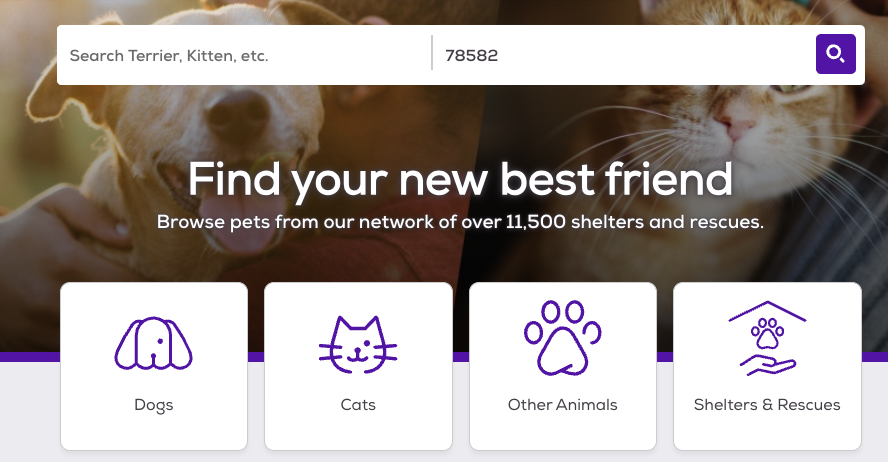 Search Terrier, Kitten, etc.
78582
Find your new best friend
Browse pets from our network of over 11,500 shelters and rescues.
Dogs
Cats
Other Animals
Shelters & Rescues